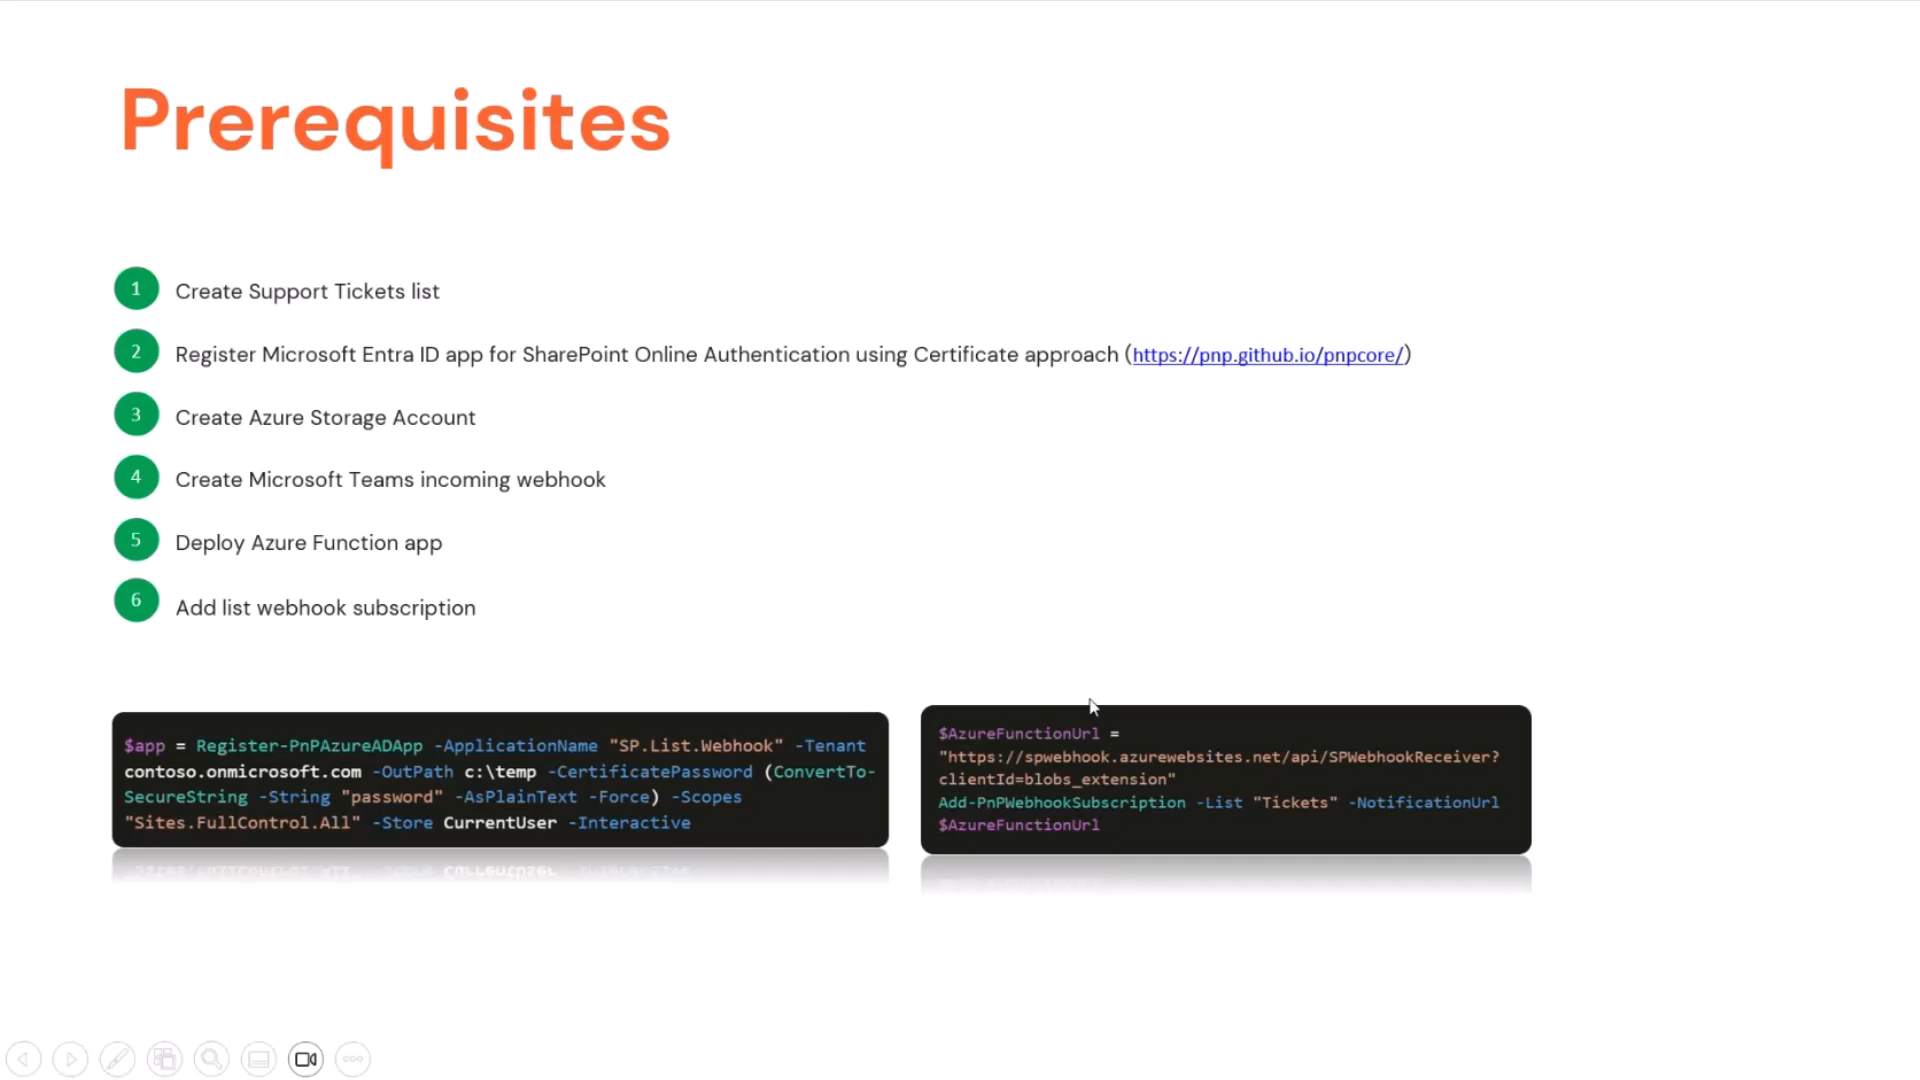 Prerequisites
1 Create Support Tickets list
2 Register Microsoft Entra ID app for SharePoint Online Authentication using Certificate approach (https://pnp.github.io/pnpcore/)
3 Create Azure Storage Account
4 Create Microsoft Teams incoming webhook
5 Deploy Azure Function app
6 Add list webhook subscription
$app = Register-PnPAzureADApp -ApplicationName "SP.List.Webhook" -Tenant
contoso.onmicrosoft.com -OutPath c:\temp -CertificatePassword (ConvertTo-
SecureString -String "password" -AsPlainText -Force) -Scopes
"Sites.FullControl.All" -Store CurrentUser -Interactive
$AzureFunctionUrl =
"https://spwebhook.azurewebsites.net/api/SPWebhookReceiver?
clientId=blobs_extension"
Add-PnPWebhookSubscription -List "Tickets" -NotificationUrl
$AzureFunctionUrl